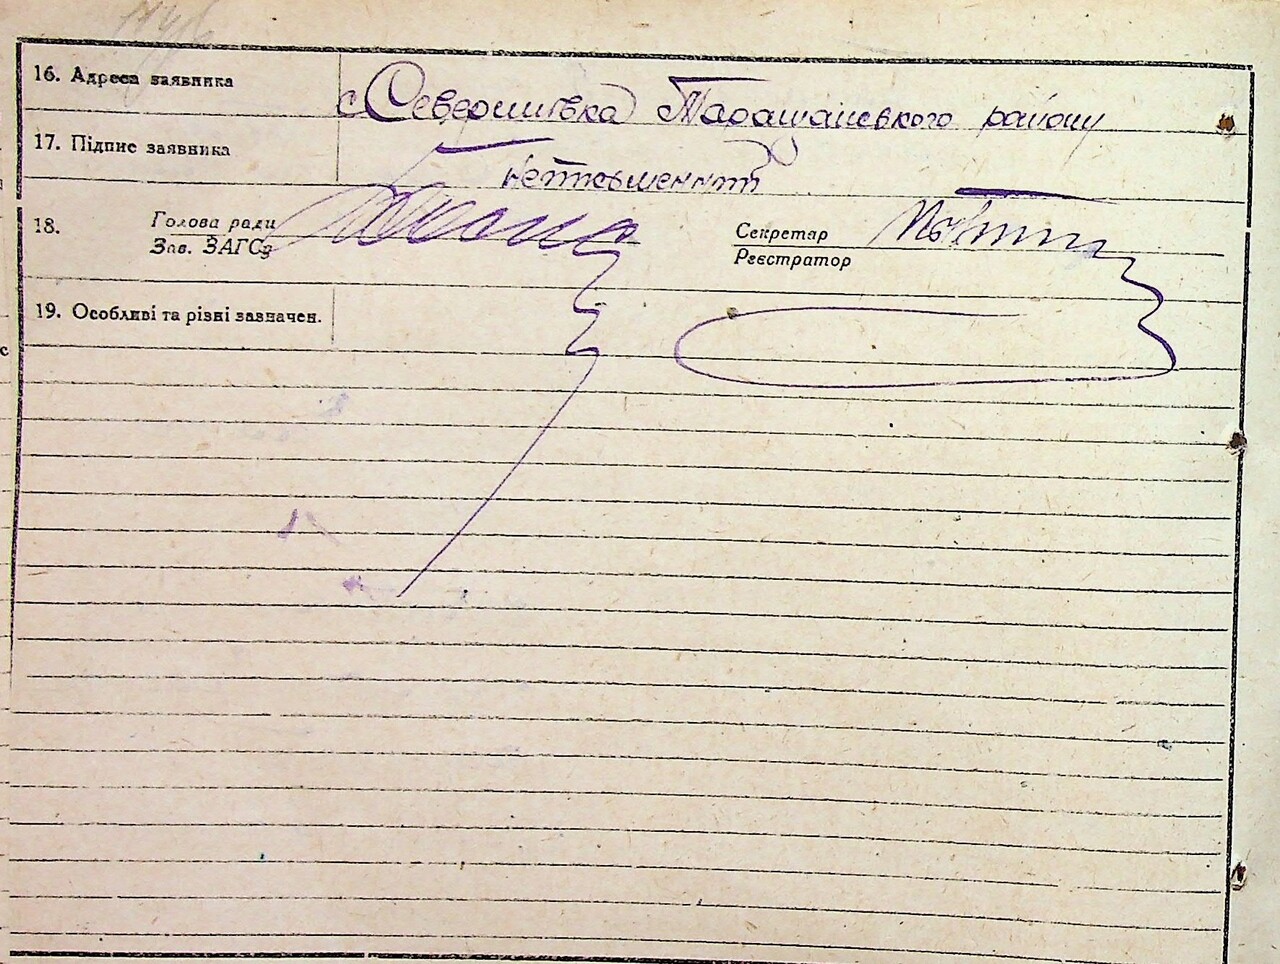 16. Адреса заявника с. Северинівка Таращанського району
17. Підпис заявника неписьменний
18. Голова ради Секретар
Зав. ЗАГСу Реєстратор
19. Особливі та різні зазначен.